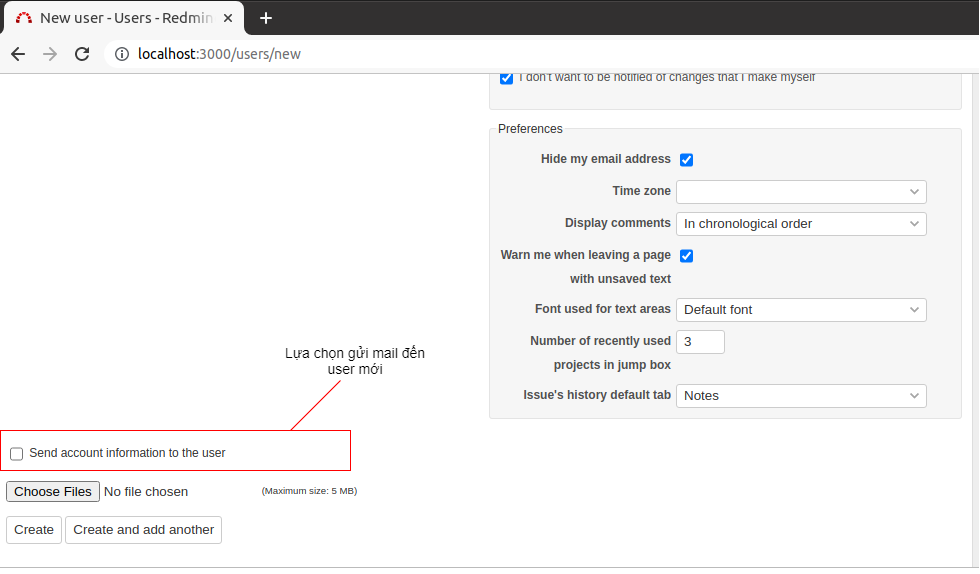 New user - Users - Redmin
localhost:3000/users/new
I don't want to be notified of changes that I make myself
Preferences
Hide my email address
Time zone
Display comments In chronological order
Warn me when leaving a page
with unsaved text
Font used for text areas Default font
Number of recently used 3
projects in jump box
Issue's history default tab Notes
Lựa chọn gửi mail đến
user mới
Send account information to the user
Choose Files No file chosen (Maximum size: 5 MB)
Create Create and add another